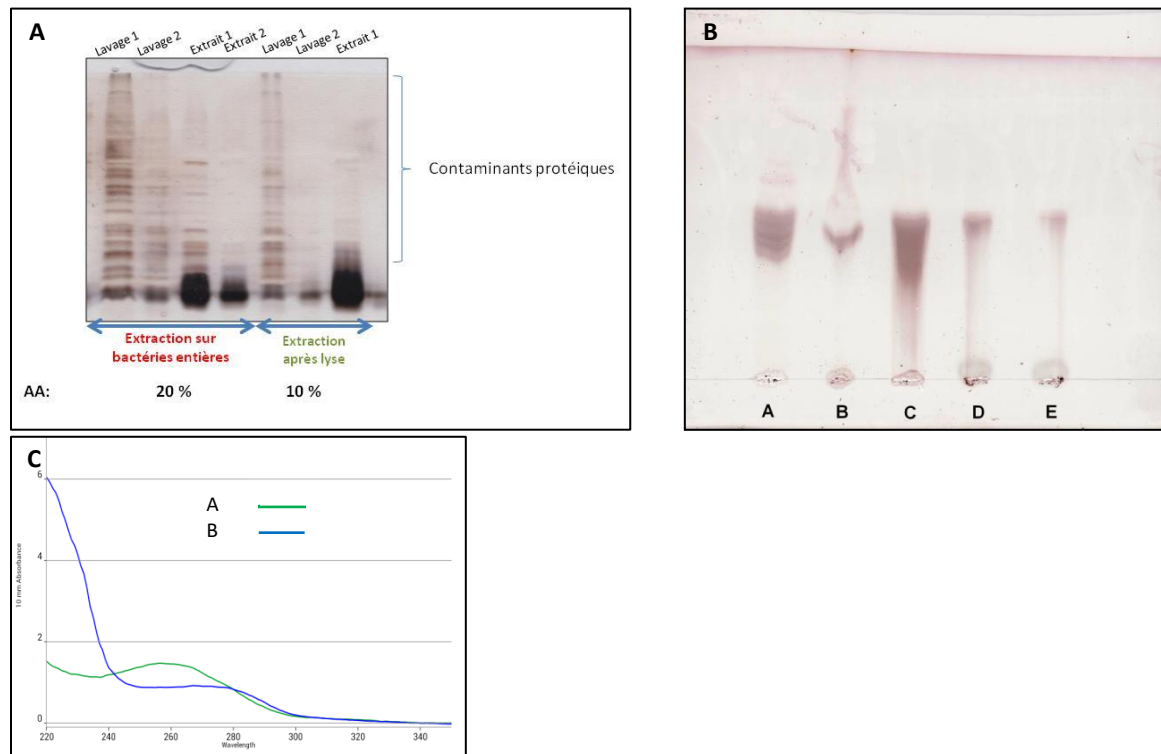 A
Lavage 1 Lavage 2 Extrait 1 Extrait 2 Lavage 1 Lavage 2 Extrait 1
Contaminants protéiques
Extraction sur
bactéries entières
Extraction
après lyse
AA: 20 % 10 %
B
A B C D E
C
A
B
10 mm Absorbance
6
4
2
0
220 240 260 280 300 320 340
Wavelength